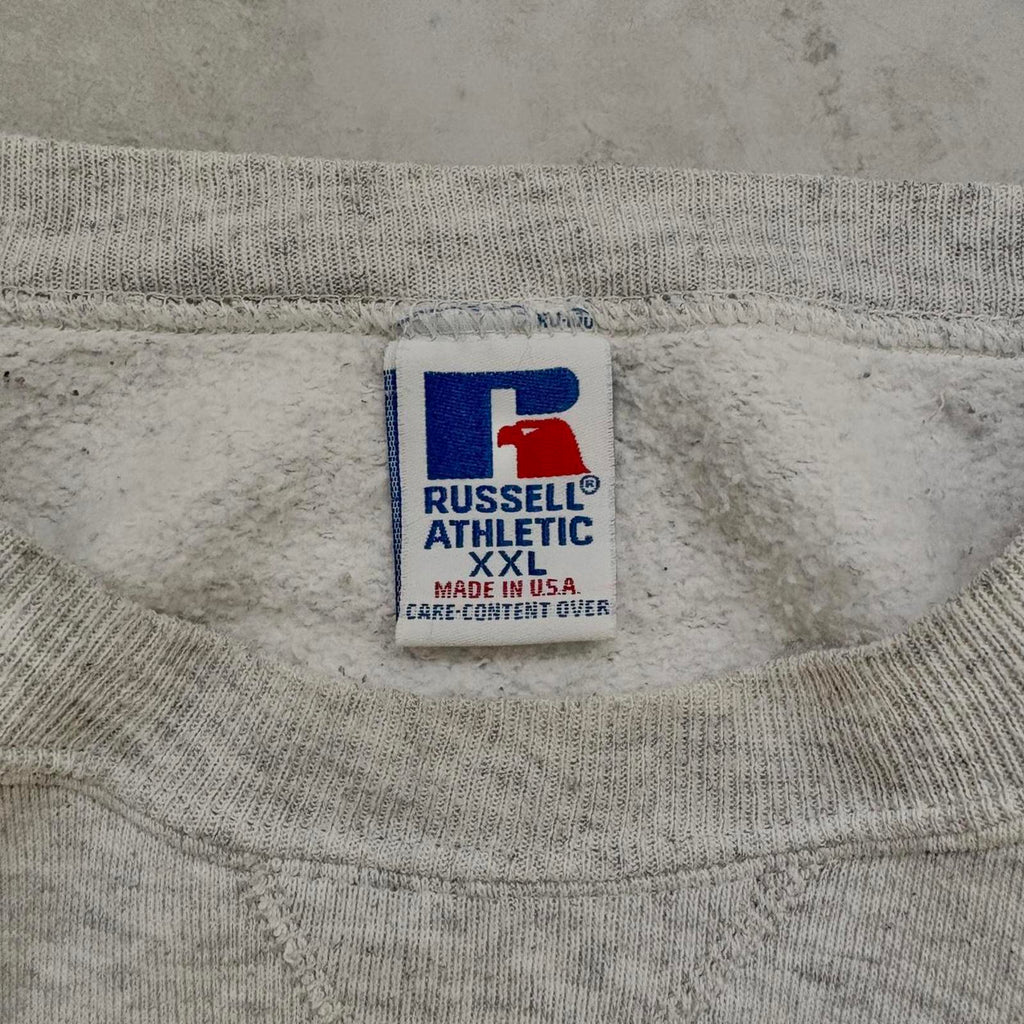 R
RUSSELL®
ATHLETIC
XXL
MADE IN U.S.A.
CARE-CONTENT OVER